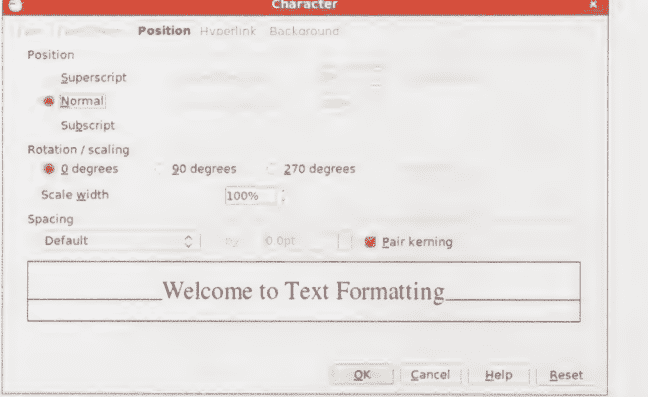 Character
Position Hyperlink Background
Position
Superscript
Normal
Subscript
Rotation / scaling
0 degrees 90 degrees 270 degrees
Scale width 100%
Spacing
Default by 0.0pt Pair kerning
Welcome to Text Formatting
OK Cancel Help Reset